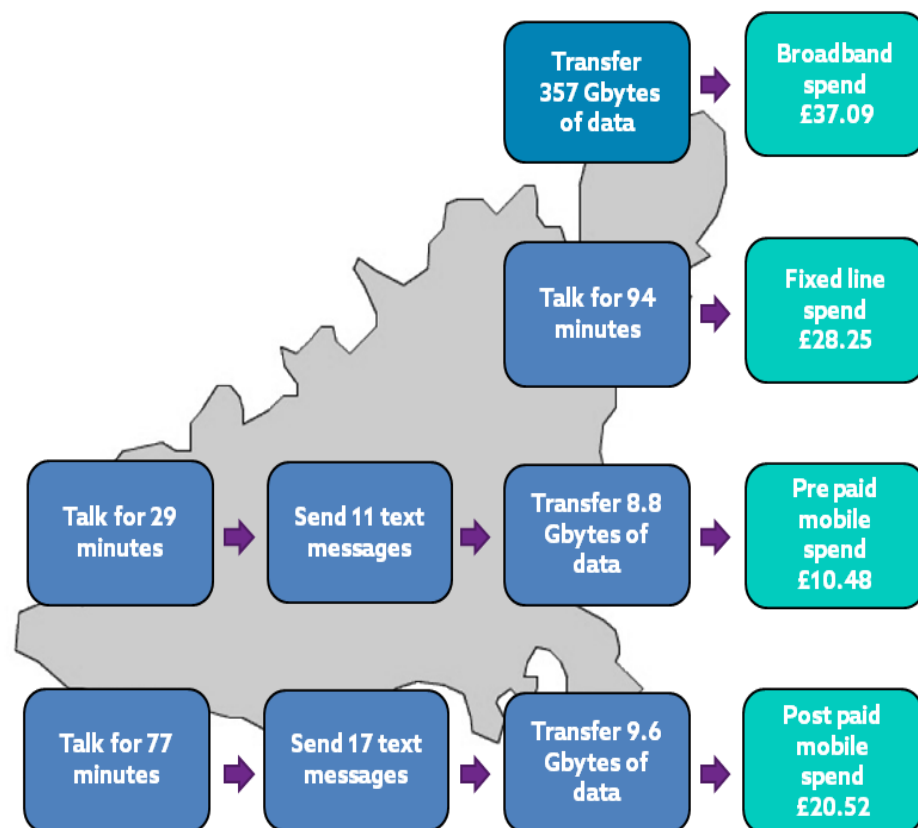 Transfer
357 Gbytes
of data
Broadband
spend
£37.09
Talk for 94
minutes
Fixed line
spend
£28.25
Talk for 29
minutes
Send 11 text
messages
Transfer 8.8
Gbytes of
data
Pre paid
mobile
spend
£10.48
Talk for 77
minutes
Send 17 text
messages
Transfer 9.6
Gbytes of
data
Post paid
mobile
spend
£20.52